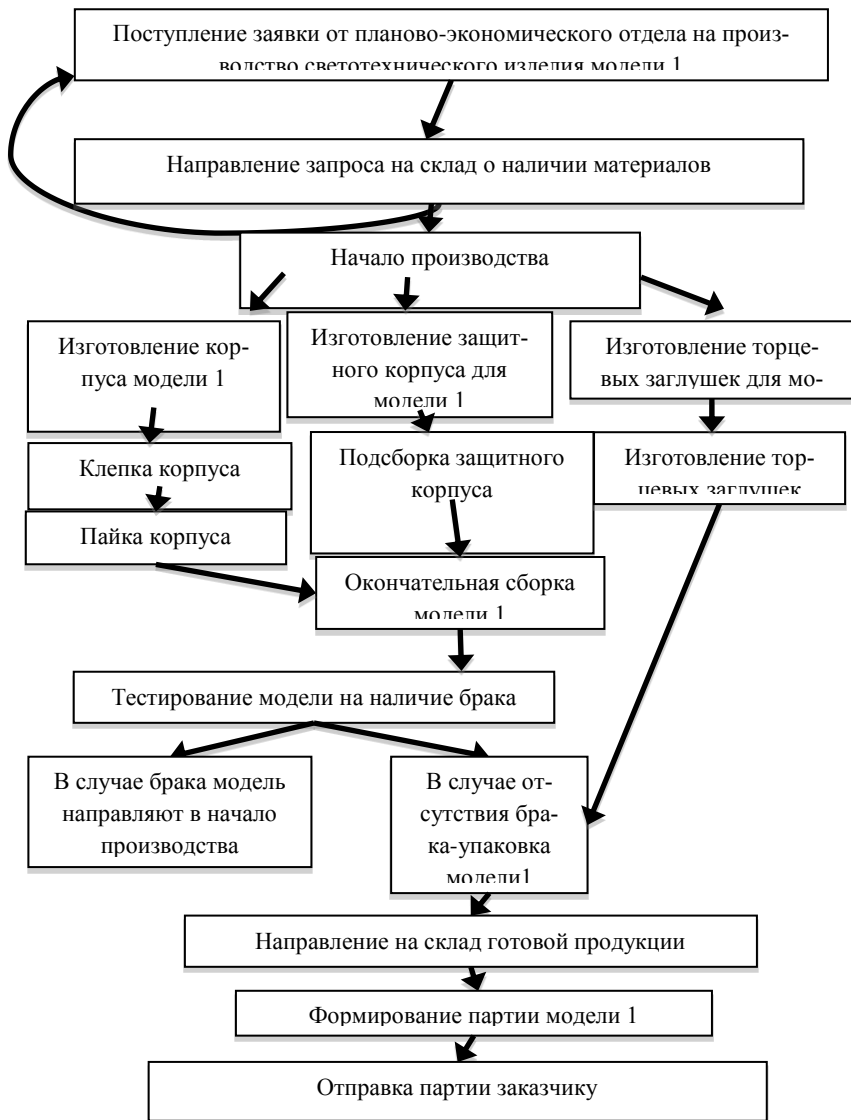 Поступление заявки от планово-экономического отдела на произ-
водство светотехнического изделия модели 1
Направление запроса на склад о наличии материалов
Начало производства
Изготовление кор-
пуса модели 1
Изготовление защит-
ного корпуса для
модели 1
Изготовление торце-
вых заглушек для мо-
Клепка корпуса
Подсборка защитного
корпуса
Изготовление тор-
цевых заглушек
Пайка корпуса
Окончательная сборка
модели 1
Тестирование модели на наличие брака
В случае брака модель
направляют в начало
производства
В случае от-
сутствия бра-
ка-упаковка
модели1
Направление на склад готовой продукции
Формирование партии модели 1
Отправка партии заказчику